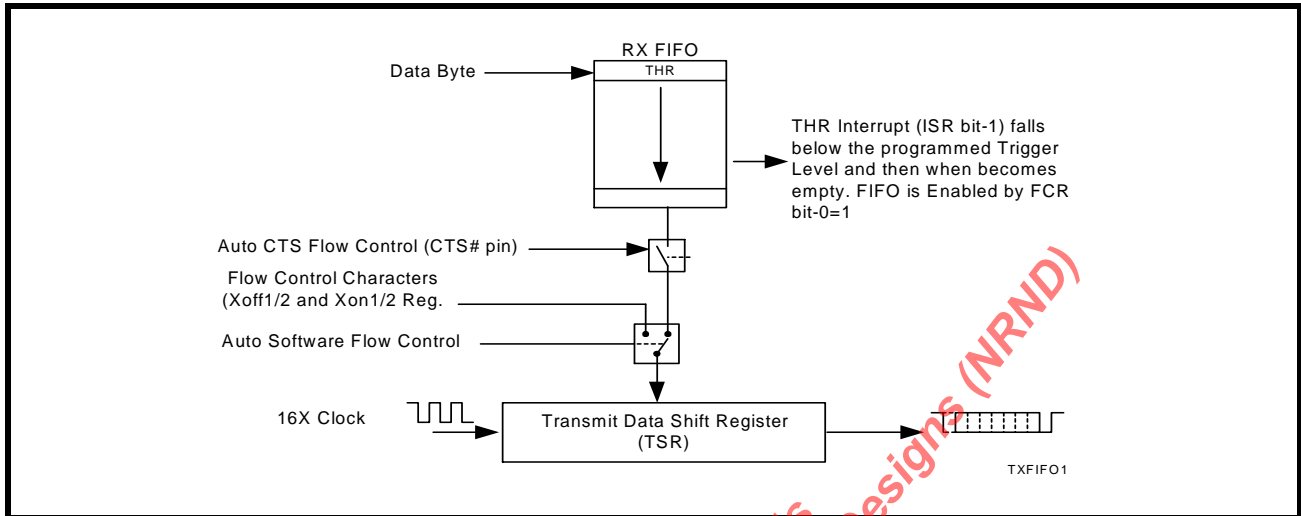 RX FIFO
THR
Data Byte
THR Interrupt (ISR bit-1) falls
below the programmed Trigger
Level and then when becomes
empty. FIFO is Enabled by FCR
bit-0=1
Auto CTS Flow Control (CTS# pin)
Flow Control Characters
(Xoff1/2 and Xon1/2 Reg.
Auto Software Flow Control
16X Clock
Transmit Data Shift Register
(TSR)
TXFIFO1
Designs (NRND)